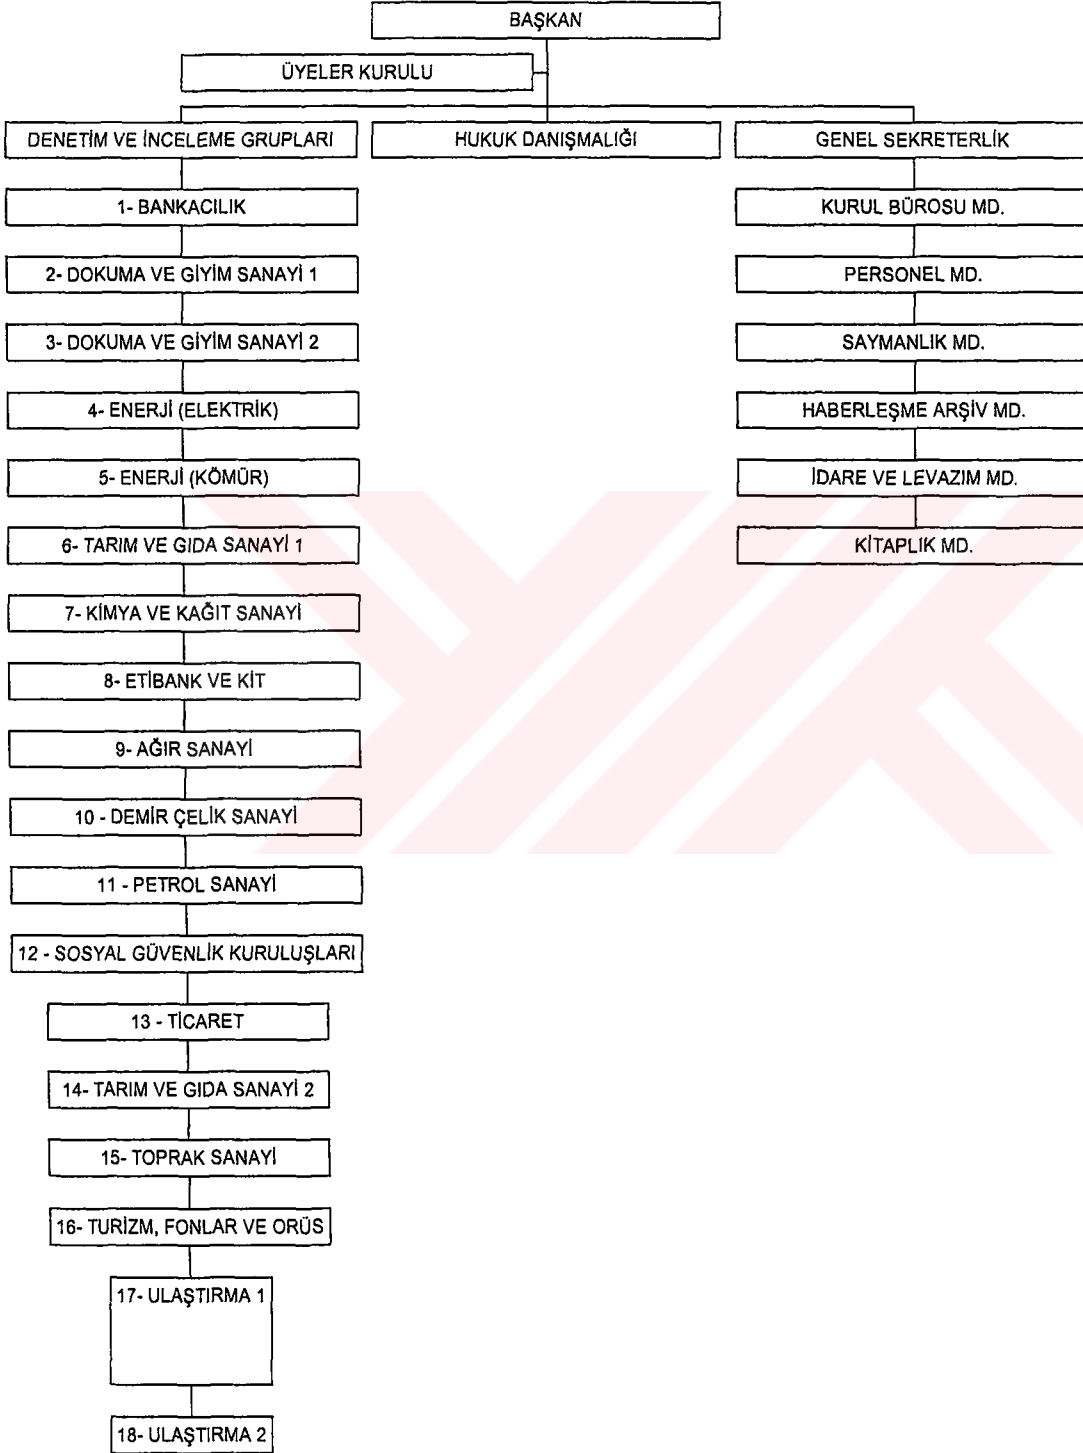 BAŞKAN
ÜYELER KURULU
DENETİM VE İNCELEME GRUPLARI
HUKUK DANIŞMALIĞI
GENEL SEKRETERLİK
1- BANKACILIK
2- DOKUMA VE GİYİM SANAYİ 1
3- DOKUMA VE GİYİM SANAYİ 2
4- ENERJİ (ELEKTRİK)
5- ENERJİ (KÖMÜR)
6- TARIM VE GIDA SANAYİ 1
7- KİMYA VE KAĞIT SANAYİ
8- ETİBANK VE KİT
9- AĞIR SANAYİ
10 - DEMİR ÇELİK SANAYİ
11 - PETROL SANAYİ
12 - SOSYAL GÜVENLİK KURULUŞLARI
13 - TİCARET
14- TARIM VE GIDA SANAYİ 2
15- TOPRAK SANAYİ
16- TURİZM, FONLAR VE ORÜS
17- ULAŞTIRMA 1
18- ULAŞTIRMA 2
KURUL BÜROSU MD.
PERSONEL MD.
SAYMANLIK MD.
HABERLEŞME ARŞİV MD.
İDARE VE LEVAZIM MD.
KİTAPLIK MD.